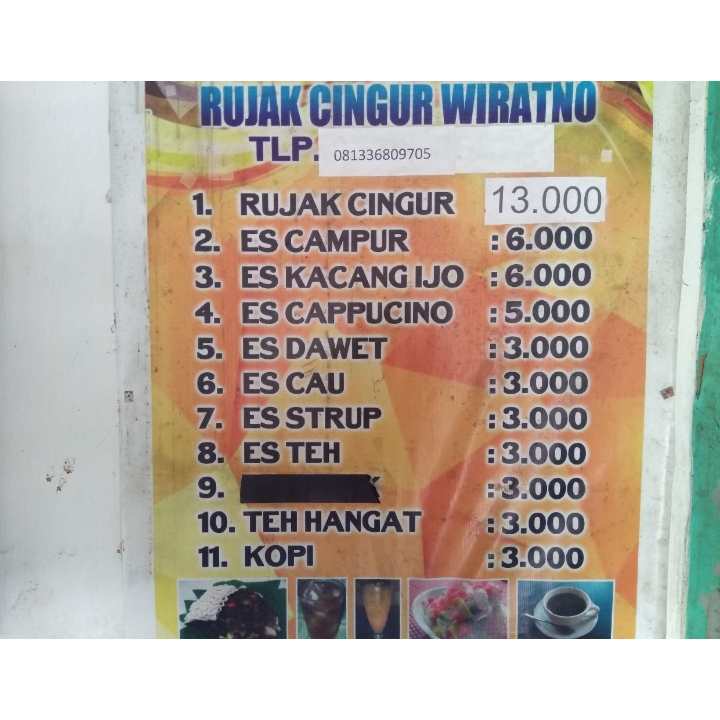 RUJAK CINGUR WIRATNO
TLP. 081336809705
1. RUJAK CINGUR 13.000
2. ES CAMPUR : 6.000
3. ES KACANG IJO : 6.000
4. ES CAPPUCINO : 5.000
5. ES DAWET : 3.000
6. ES CAU : 3.000
7. ES STRUP : 3.000
8. ES TEH : 3.000
9. : 3.000
10. TEH HANGAT : 3.000
11. KOPI : 3.000